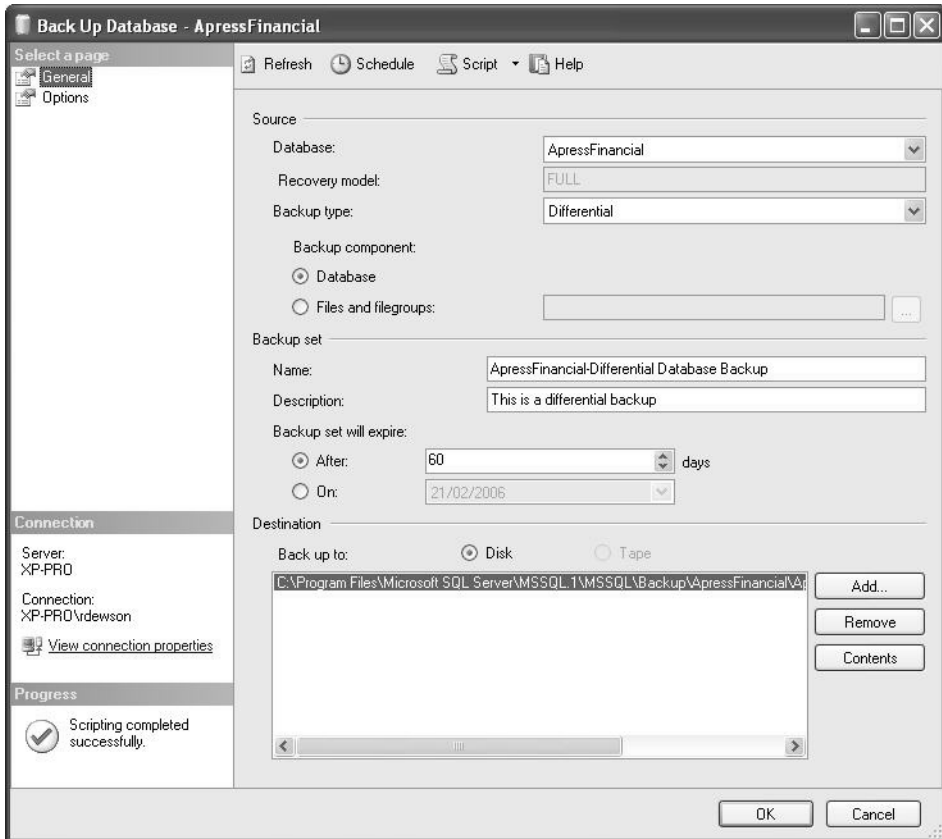 Back Up Database - ApressFinancial
Select a page
General
Options
Refresh Schedule Script Help
Source
Database: ApressFinancial
Recovery model: FULL
Backup type: Differential
Backup component:
Database
Files and filegroups: ...
Backup set
Name: ApressFinancial-Differential Database Backup
Description: This is a differential backup
Backup set will expire:
After: 60 days
On: 21/02/2006
Destination
Back up to: Disk Tape
C:\Program Files\Microsoft SQL Server\MSSQL.1\MSSQL\Backup\ApressFinancial\Ap
Add...
Remove
Contents
Connection
Server:
XP-PRO
Connection:
XP-PRO\rdewson
View connection properties
Progress
Scripting completed
successfully.
OK Cancel